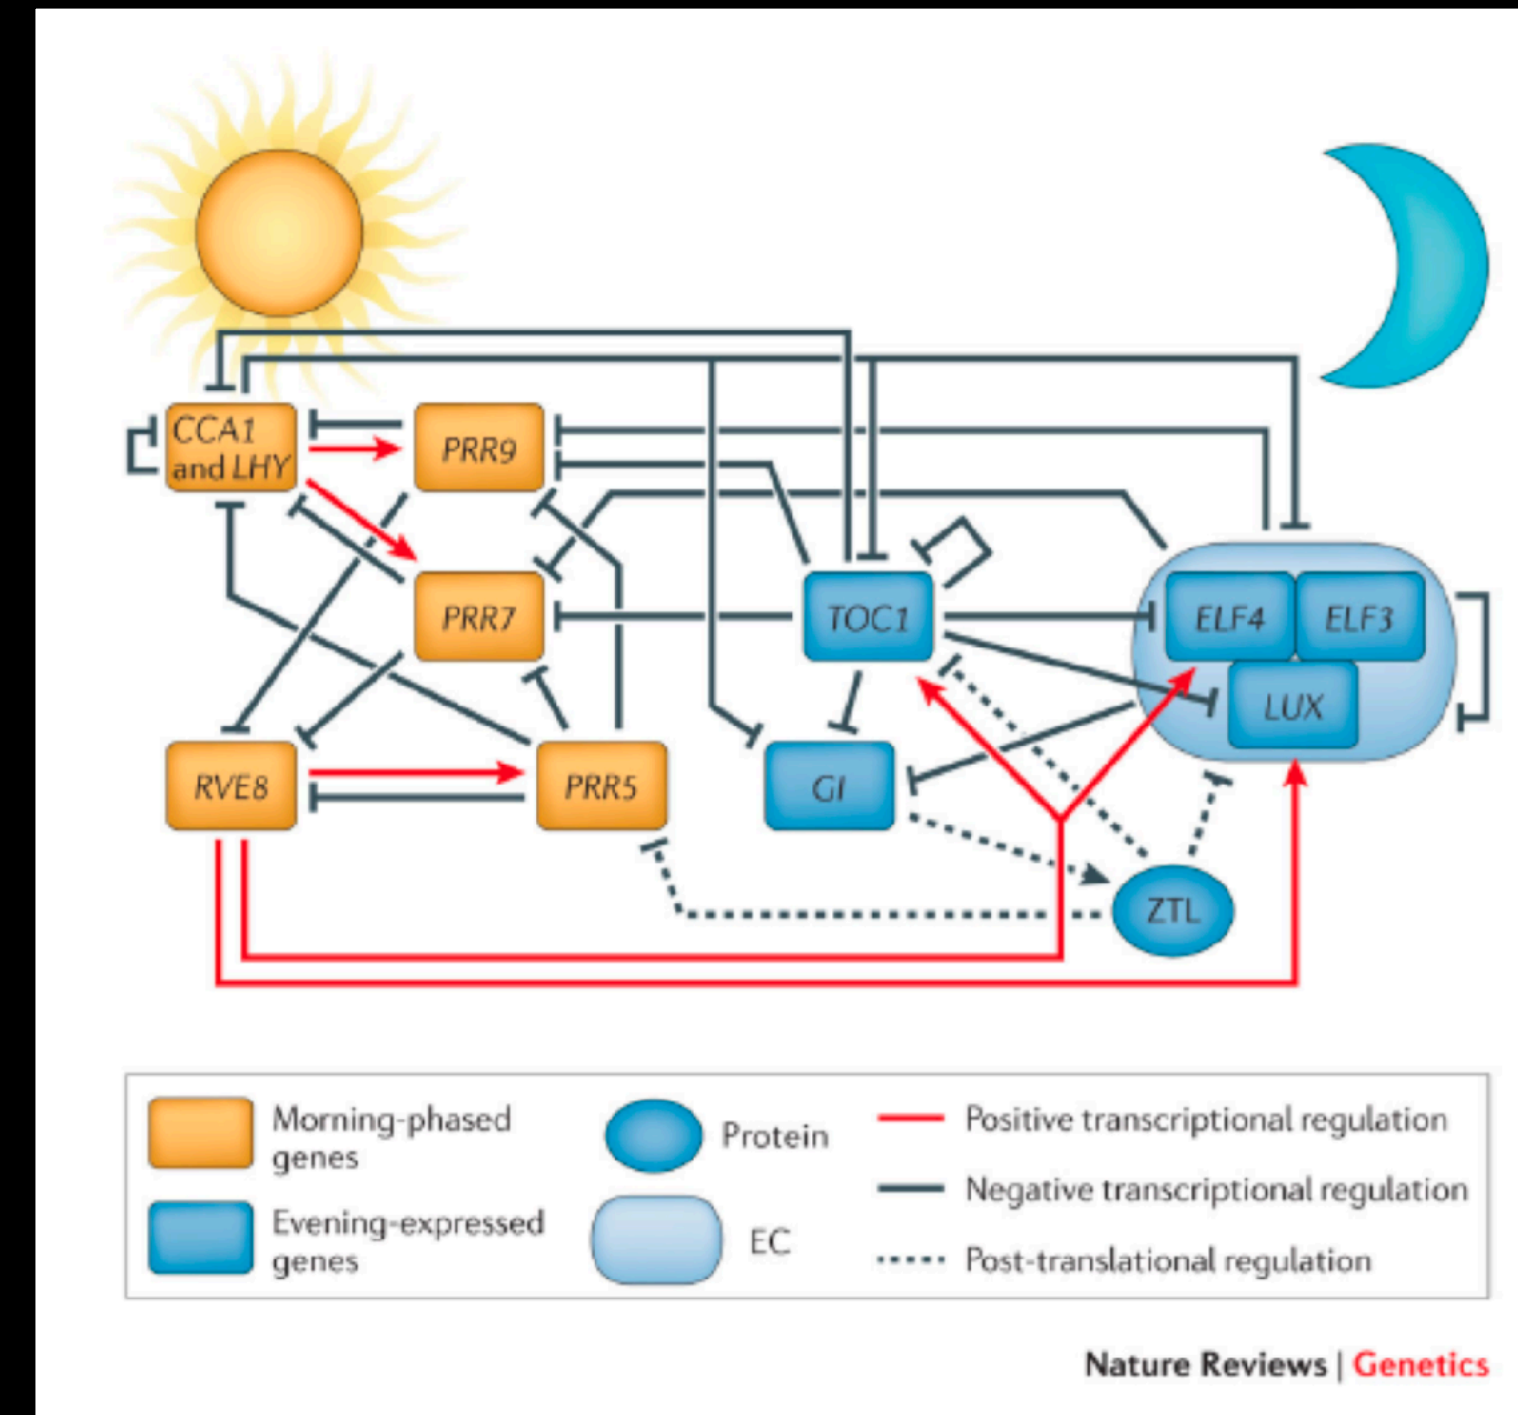 CCA1
and LHY
PRR9
PRR7
TOC1
ELF4
ELF3
LUX
RVE8
PRR5
GI
ZTL
Morning-phased
genes
Protein
Positive transcriptional regulation
Negative transcriptional regulation
Evening-expressed
genes
EC
Post-translational regulation
Nature Reviews | Genetics